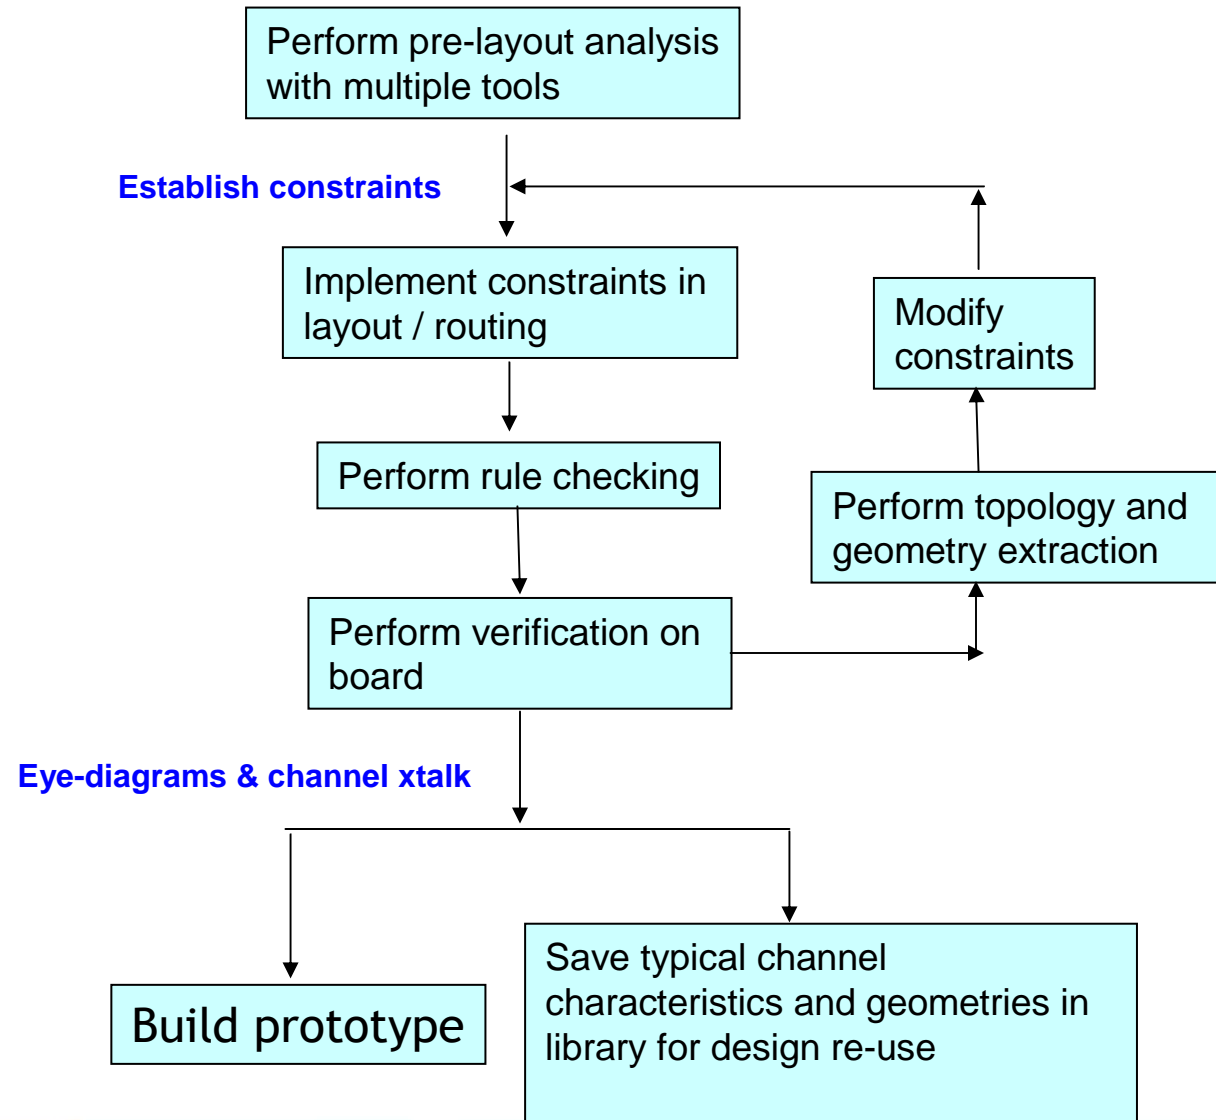 Perform pre-layout analysis
with multiple tools
Establish constraints
Implement constraints in
layout / routing
Modify
constraints
Perform rule checking
Perform topology and
geometry extraction
Perform verification on
board
Eye-diagrams & channel xtalk
Build prototype
Save typical channel
characteristics and geometries in
library for design re-use